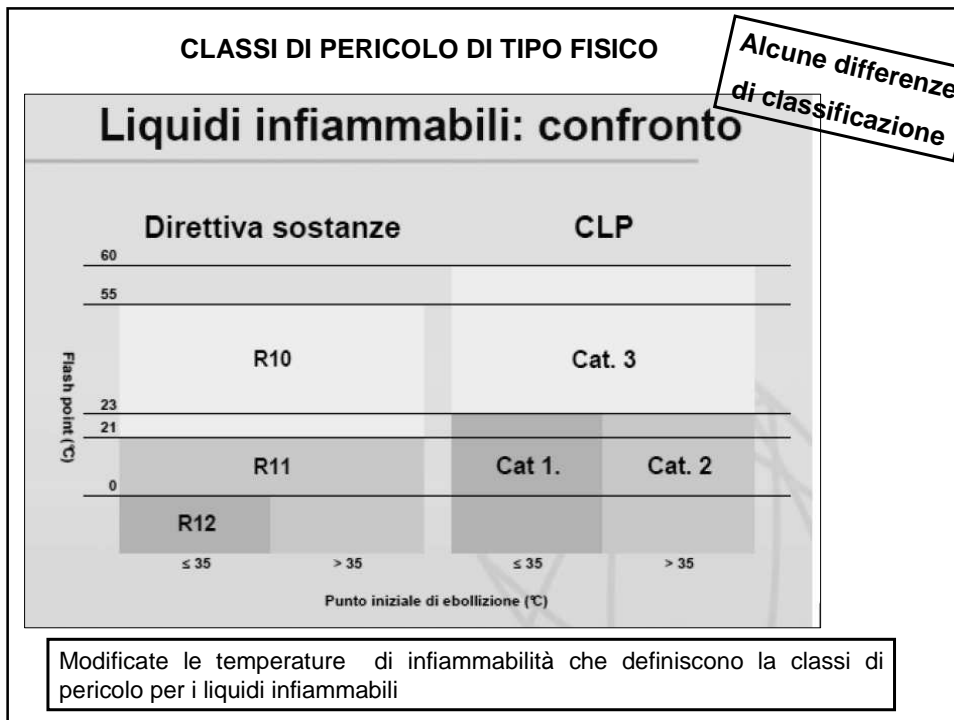 CLASSI DI PERICOLO DI TIPO FISICO
Alcune differenze
di classificazione
Liquidi infiammabili: confronto
Direttiva sostanze
CLP
60
55
R10
Cat. 3
Flash point (°C)
23
21
R11
Cat 1.
Cat. 2
0
R12
≤ 35
> 35
≤ 35
> 35
Punto iniziale di ebollizione (°C)
Modificate le temperature di infiammabilità che definiscono la classi di
pericolo per i liquidi infiammabili